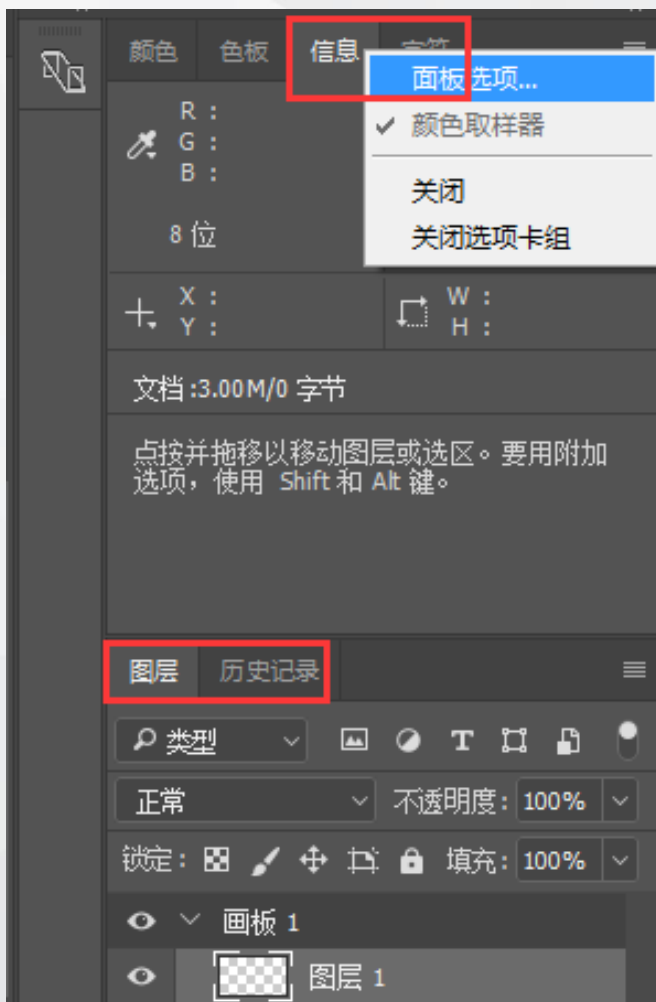 颜色 色板 信息 字符
面板选项...
颜色取样器
关闭
关闭选项卡组
R :
G :
B :
8 位
X :
Y :
W :
H :
文档 :3.00M/0 字节
点按并拖移以移动图层或选区。要用附加
选项，使用 Shift 和 Alt 键。
图层 历史记录
类型
正常 不透明度: 100%
锁定: 填充: 100%
画板 1
图层 1